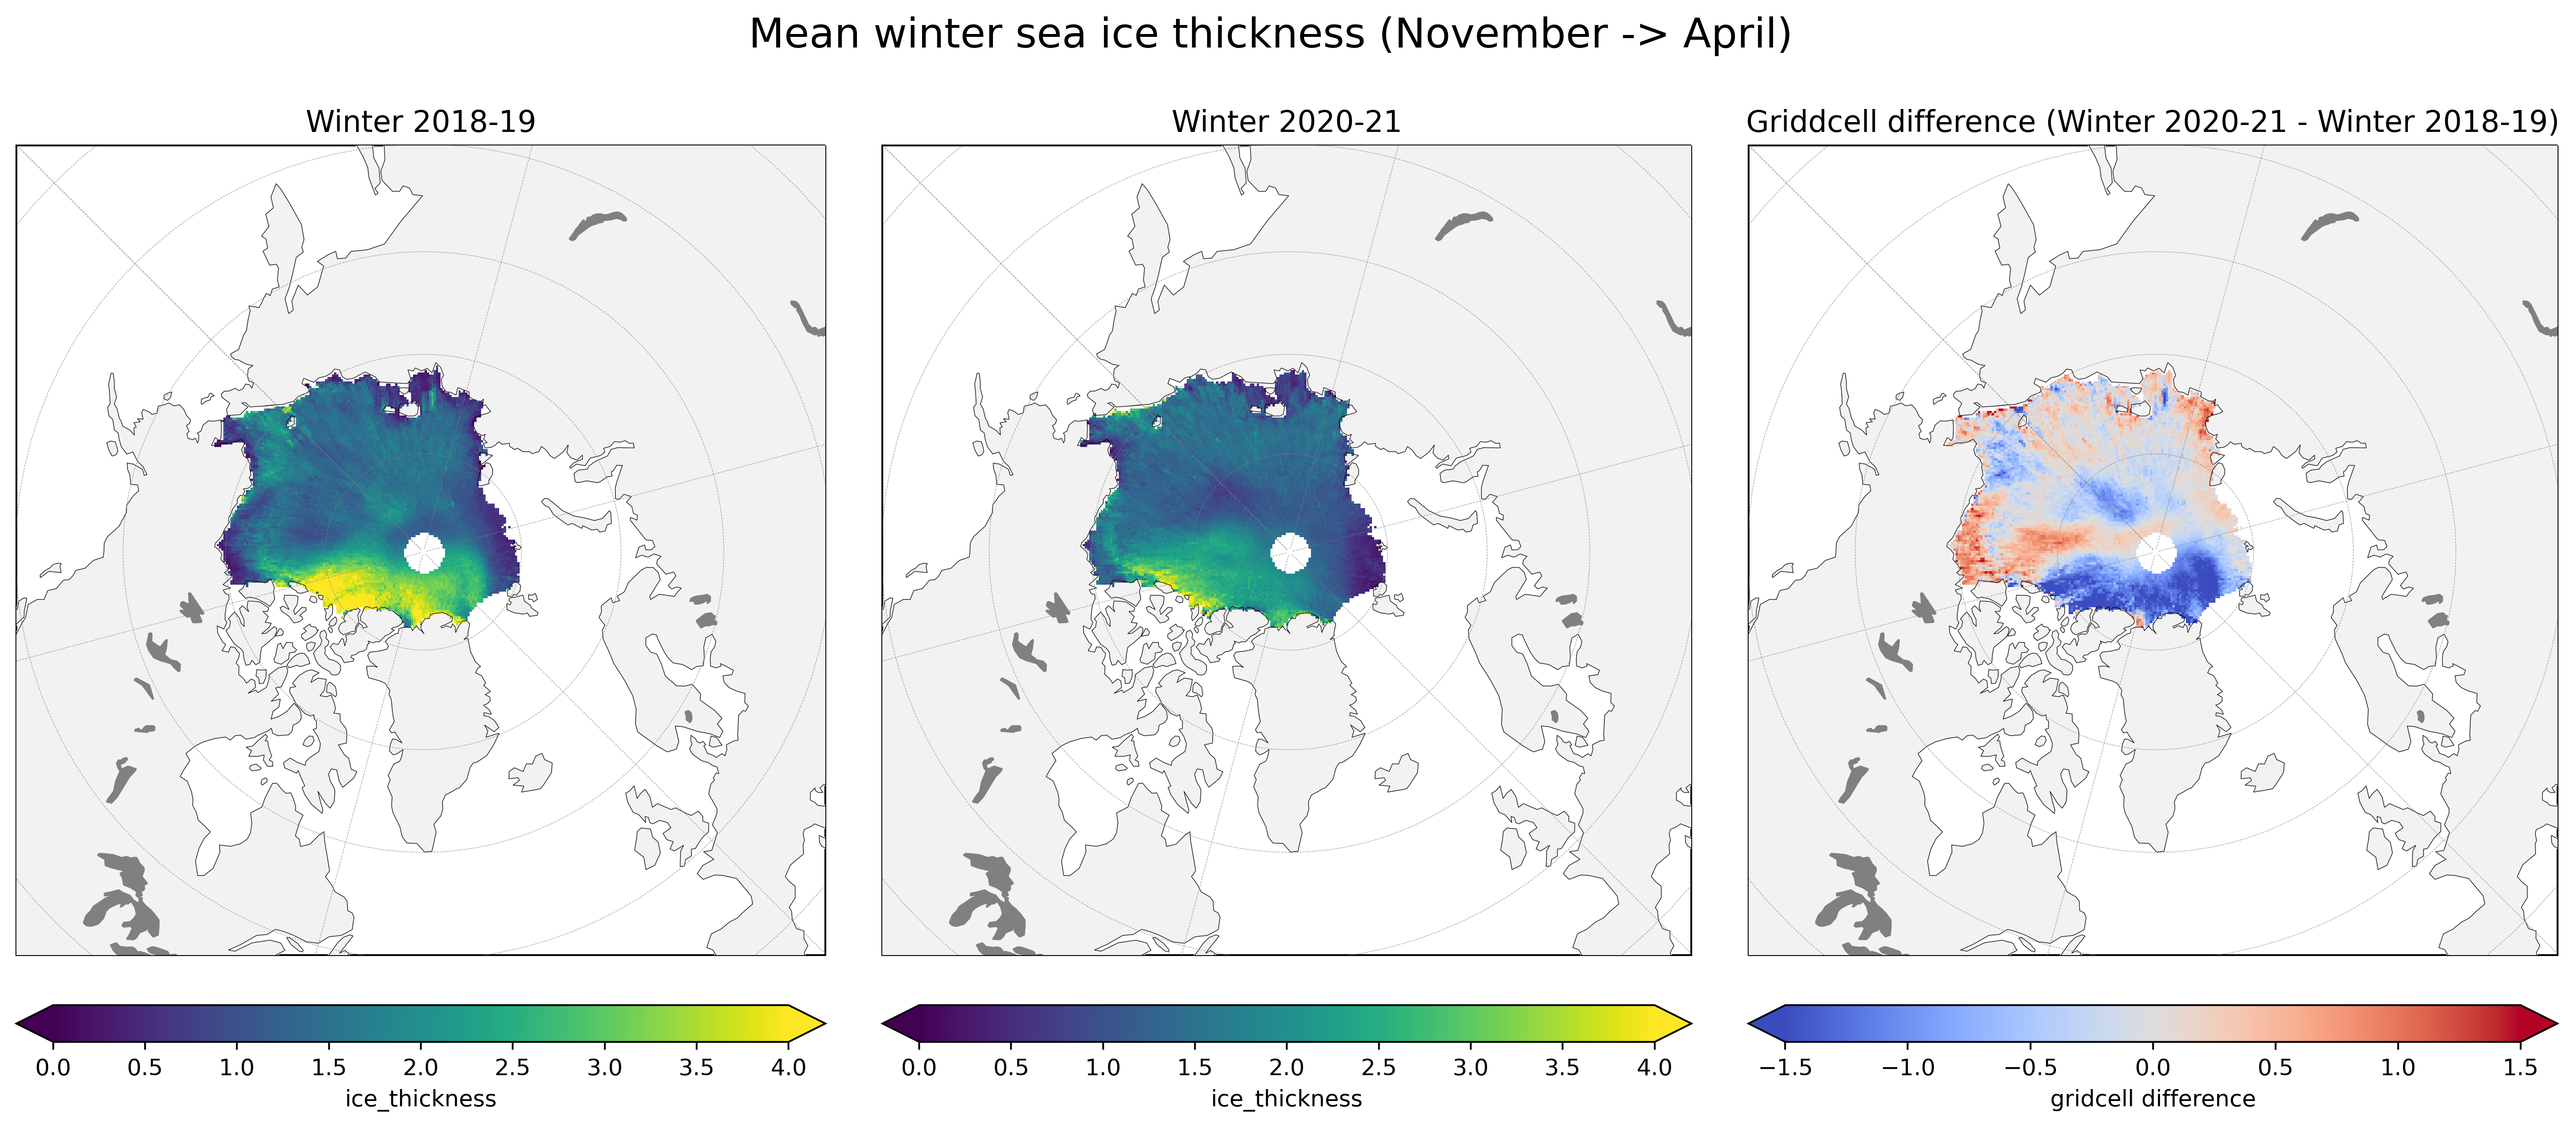 Mean winter sea ice thickness (November -> April)
Winter 2018-19
Winter 2020-21
Griddcell difference (Winter 2020-21 - Winter 2018-19)
0.0 0.5 1.0 1.5 2.0 2.5 3.0 3.5 4.0
ice_thickness
0.0 0.5 1.0 1.5 2.0 2.5 3.0 3.5 4.0
ice_thickness
−1.5 −1.0 −0.5 0.0 0.5 1.0 1.5
gridcell difference